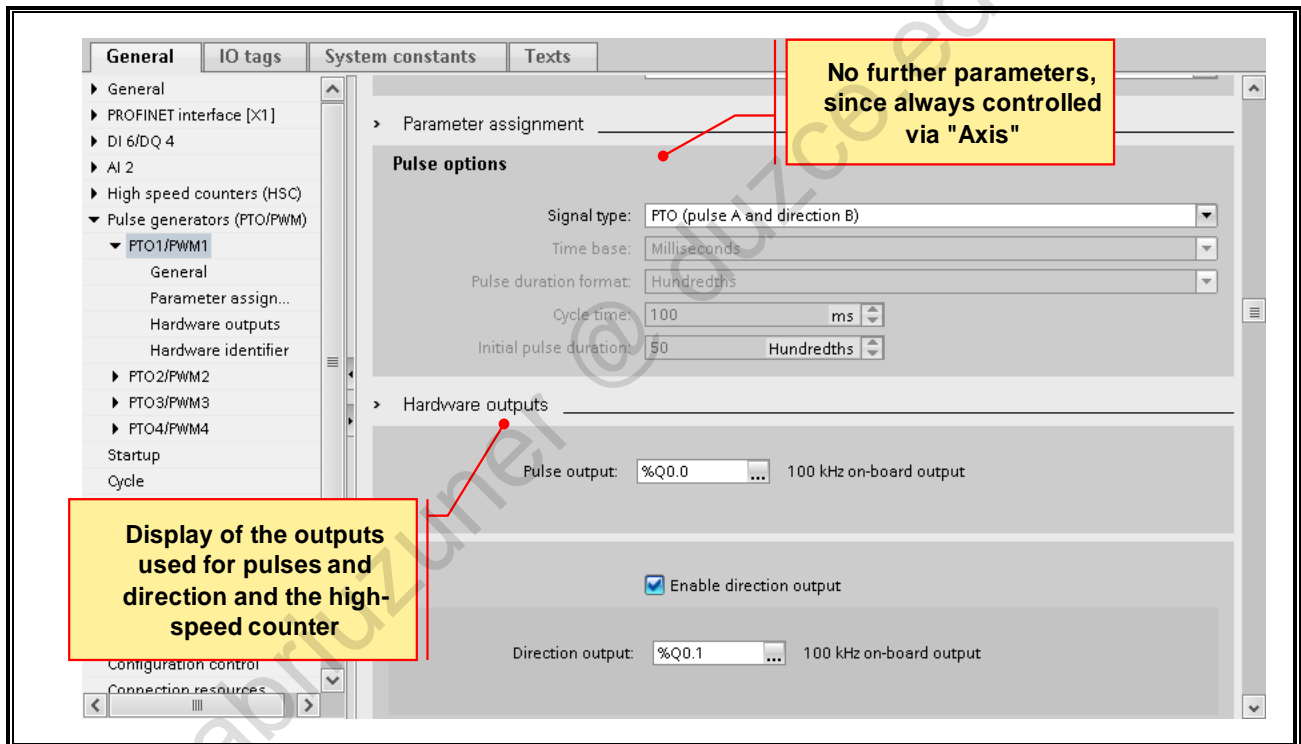 General IO tags System constants Texts
General
PROFINET interface [X1]
DI 6/DQ 4
AI 2
High speed counters (HSC)
Pulse generators (PTO/PWM)
PTO1/PWM1
General
Parameter assign...
Hardware outputs
Hardware identifier
PTO2/PWM2
PTO3/PWM3
PTO4/PWM4
Startup
Cycle
Configuration control
Connection resources
No further parameters,
since always controlled
via "Axis"
Parameter assignment
Pulse options
Signal type: PTO (pulse A and direction B)
Time base: Milliseconds
Pulse duration format: Hundredths
Cycle time: 100 ms
Initial pulse duration: 50 Hundredths
Hardware outputs
Pulse output: %Q0.0 ... 100 kHz on-board output
Enable direction output
Direction output: %Q0.1 ... 100 kHz on-board output
Display of the outputs
used for pulses and
direction and the high-
speed counter
abriuzuner @ duzce.ed